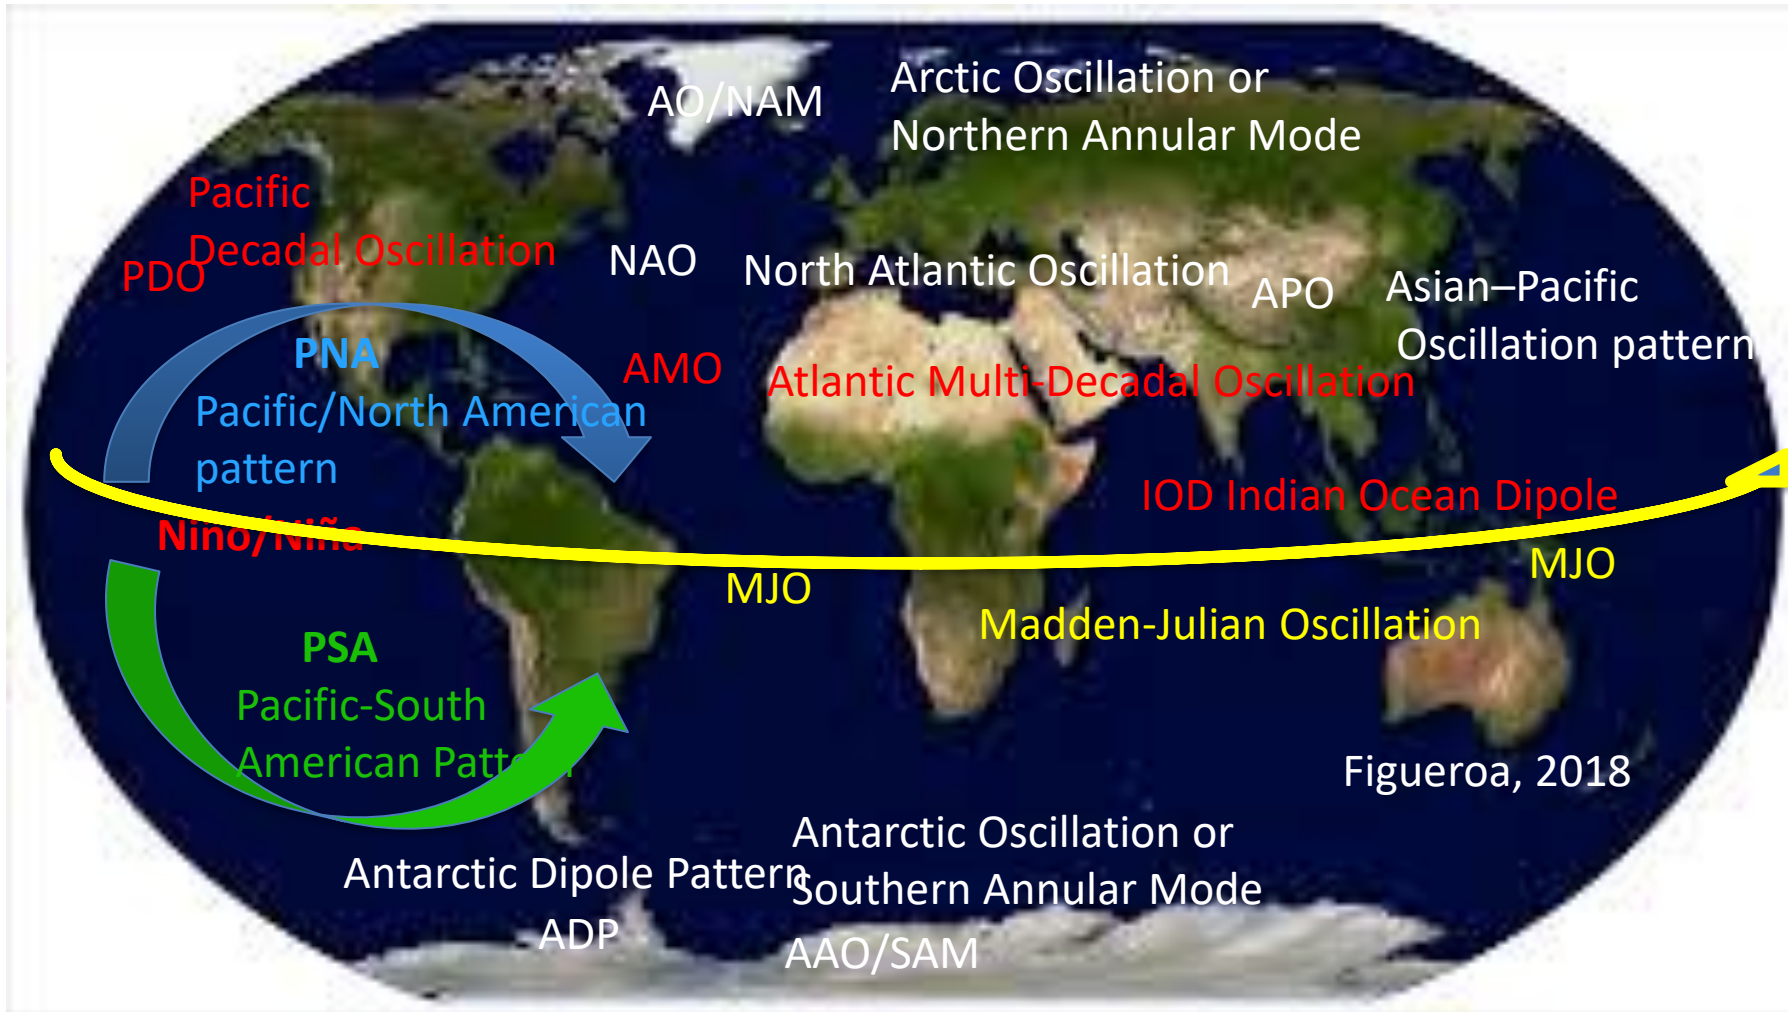 AO/NAM
Arctic Oscillation or
Northern Annular Mode
Pacific
Decadal Oscillation
PDO
NAO
North Atlantic Oscillation
APO
Asian–Pacific
Oscillation pattern
PNA
Pacific/North American
pattern
AMO
Atlantic Multi-Decadal Oscillation
IOD Indian Ocean Dipole
Nino/Niña
MJO
MJO
Madden-Julian Oscillation
PSA
Pacific-South
American Pattern
Figueroa, 2018
Antarctic Oscillation or
Southern Annular Mode
AAO/SAM
Antarctic Dipole Pattern
ADP